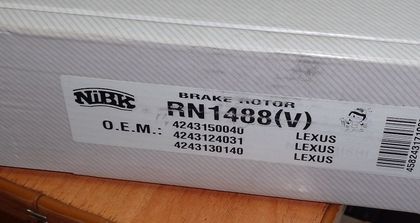 NiBK
BRAKE ROTOR
RN1488(V)
O.E.M.: 4243150040 LEXUS
4243124031 LEXUS
4243130140 LEXUS